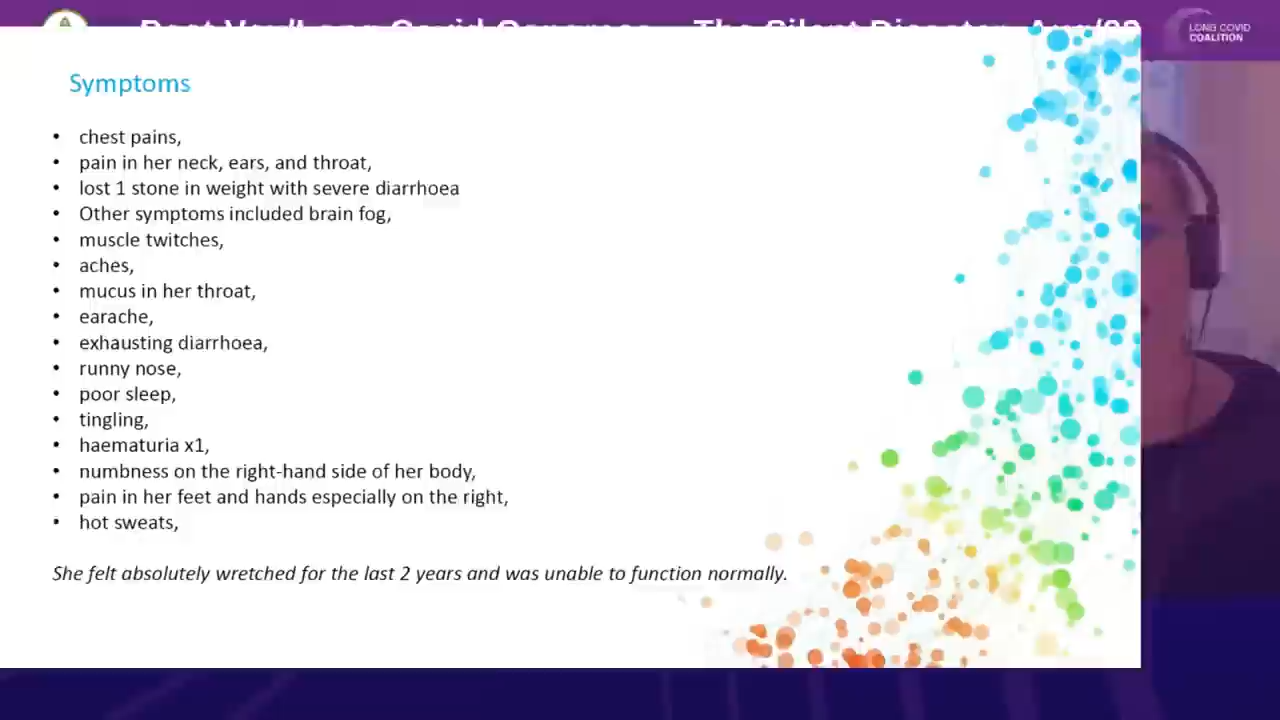 LONG COVID
COALITION
Symptoms
• chest pains,
• pain in her neck, ears, and throat,
• lost 1 stone in weight with severe diarrhoea
• Other symptoms included brain fog,
• muscle twitches,
• aches,
• mucus in her throat,
• earache,
• exhausting diarrhoea,
• runny nose,
• poor sleep,
• tingling,
• haematuria x1,
• numbness on the right-hand side of her body,
• pain in her feet and hands especially on the right,
• hot sweats,
She felt absolutely wretched for the last 2 years and was unable to function normally.